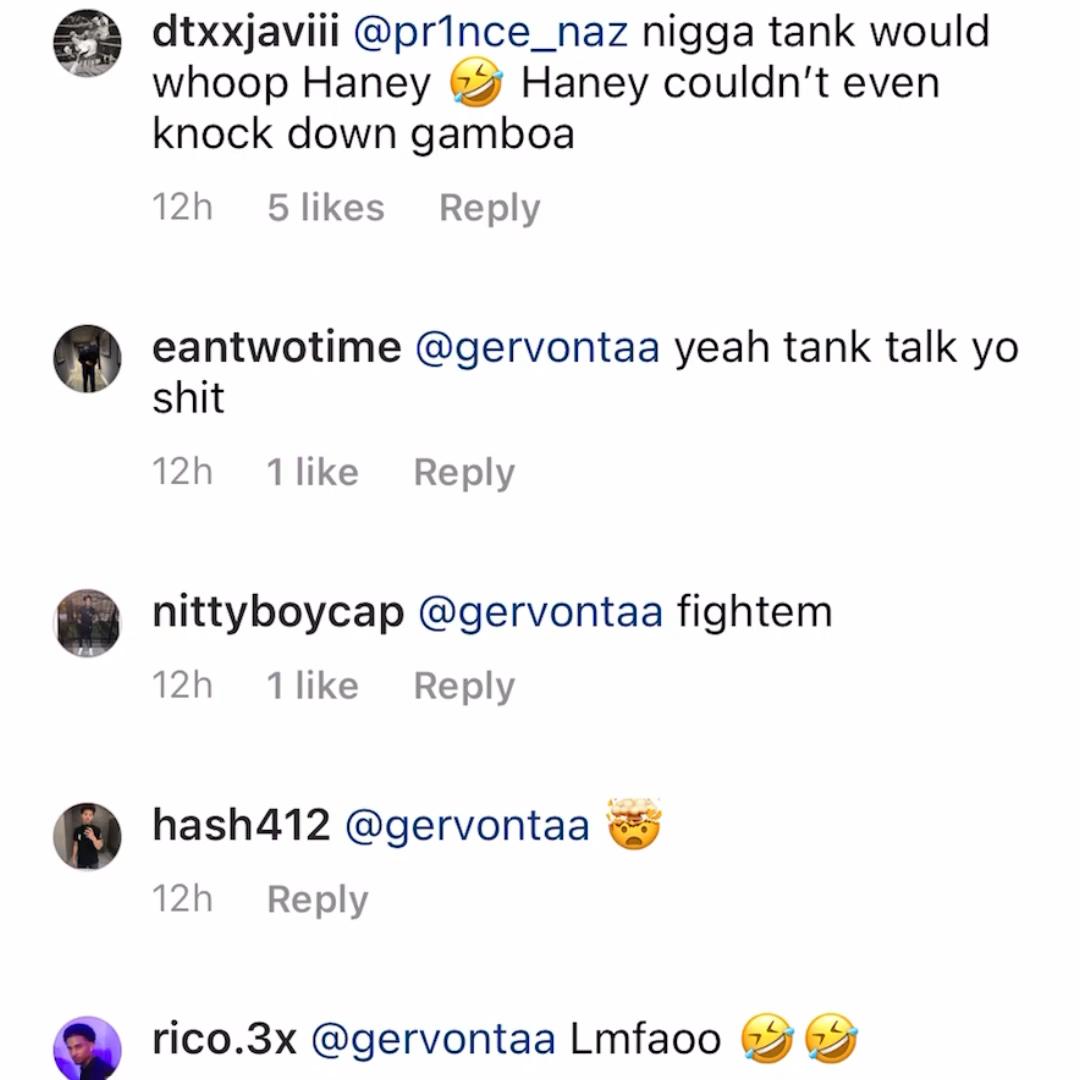 dtxxjaviii @pr1nce_naz nigga tank would
whoop Haney 🤣 Haney couldn't even
knock down gamboa
12h 5 likes Reply
eantwotime @gervontaa yeah tank talk yo
shit
12h 1 like Reply
nittyboycap @gervontaa fightem
12h 1 like Reply
hash412 @gervontaa 🤯
12h Reply
rico.3x @gervontaa Lmfaoo 🤣🤣